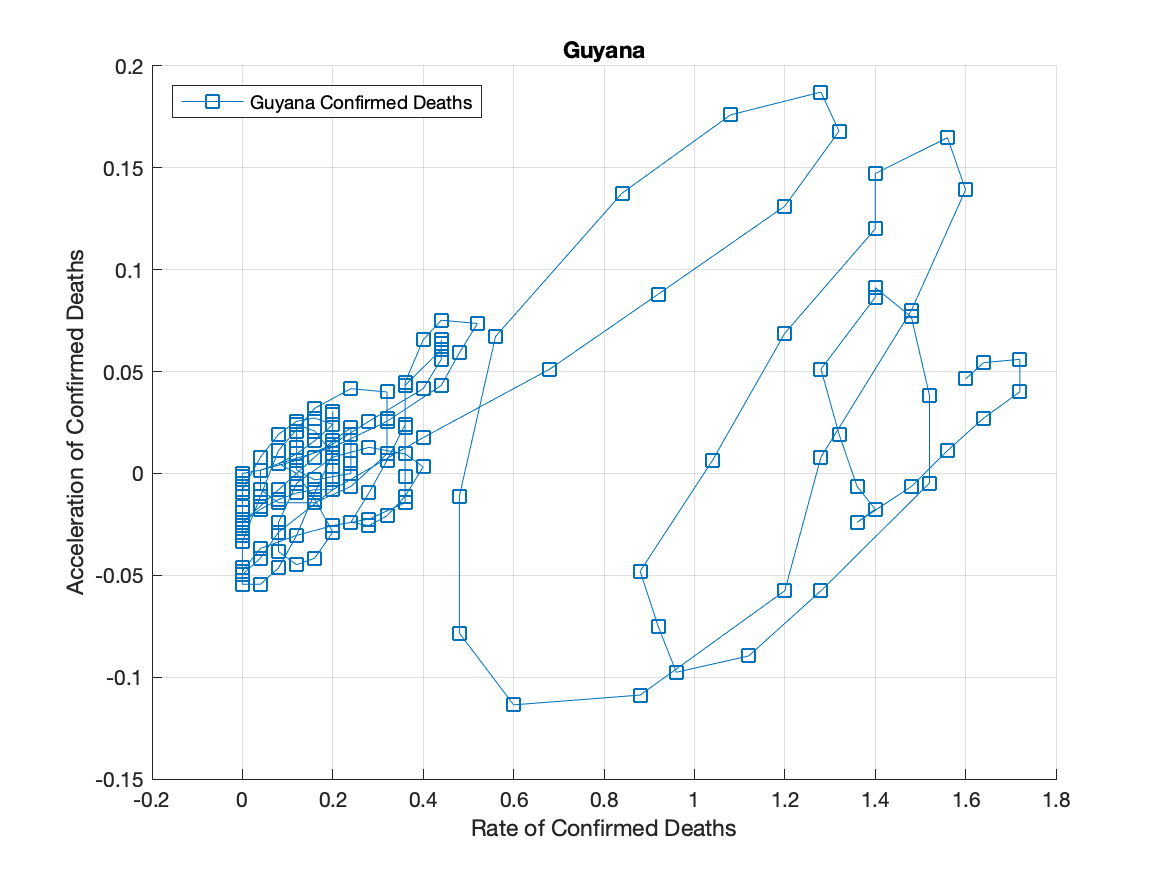 Guyana
0.2
Guyana Confirmed Deaths
0.15
0.1
0.05
0
-0.05
-0.1
-0.15
Acceleration of Confirmed Deaths
-0.2 0 0.2 0.4 0.6 0.8 1 1.2 1.4 1.6 1.8
Rate of Confirmed Deaths